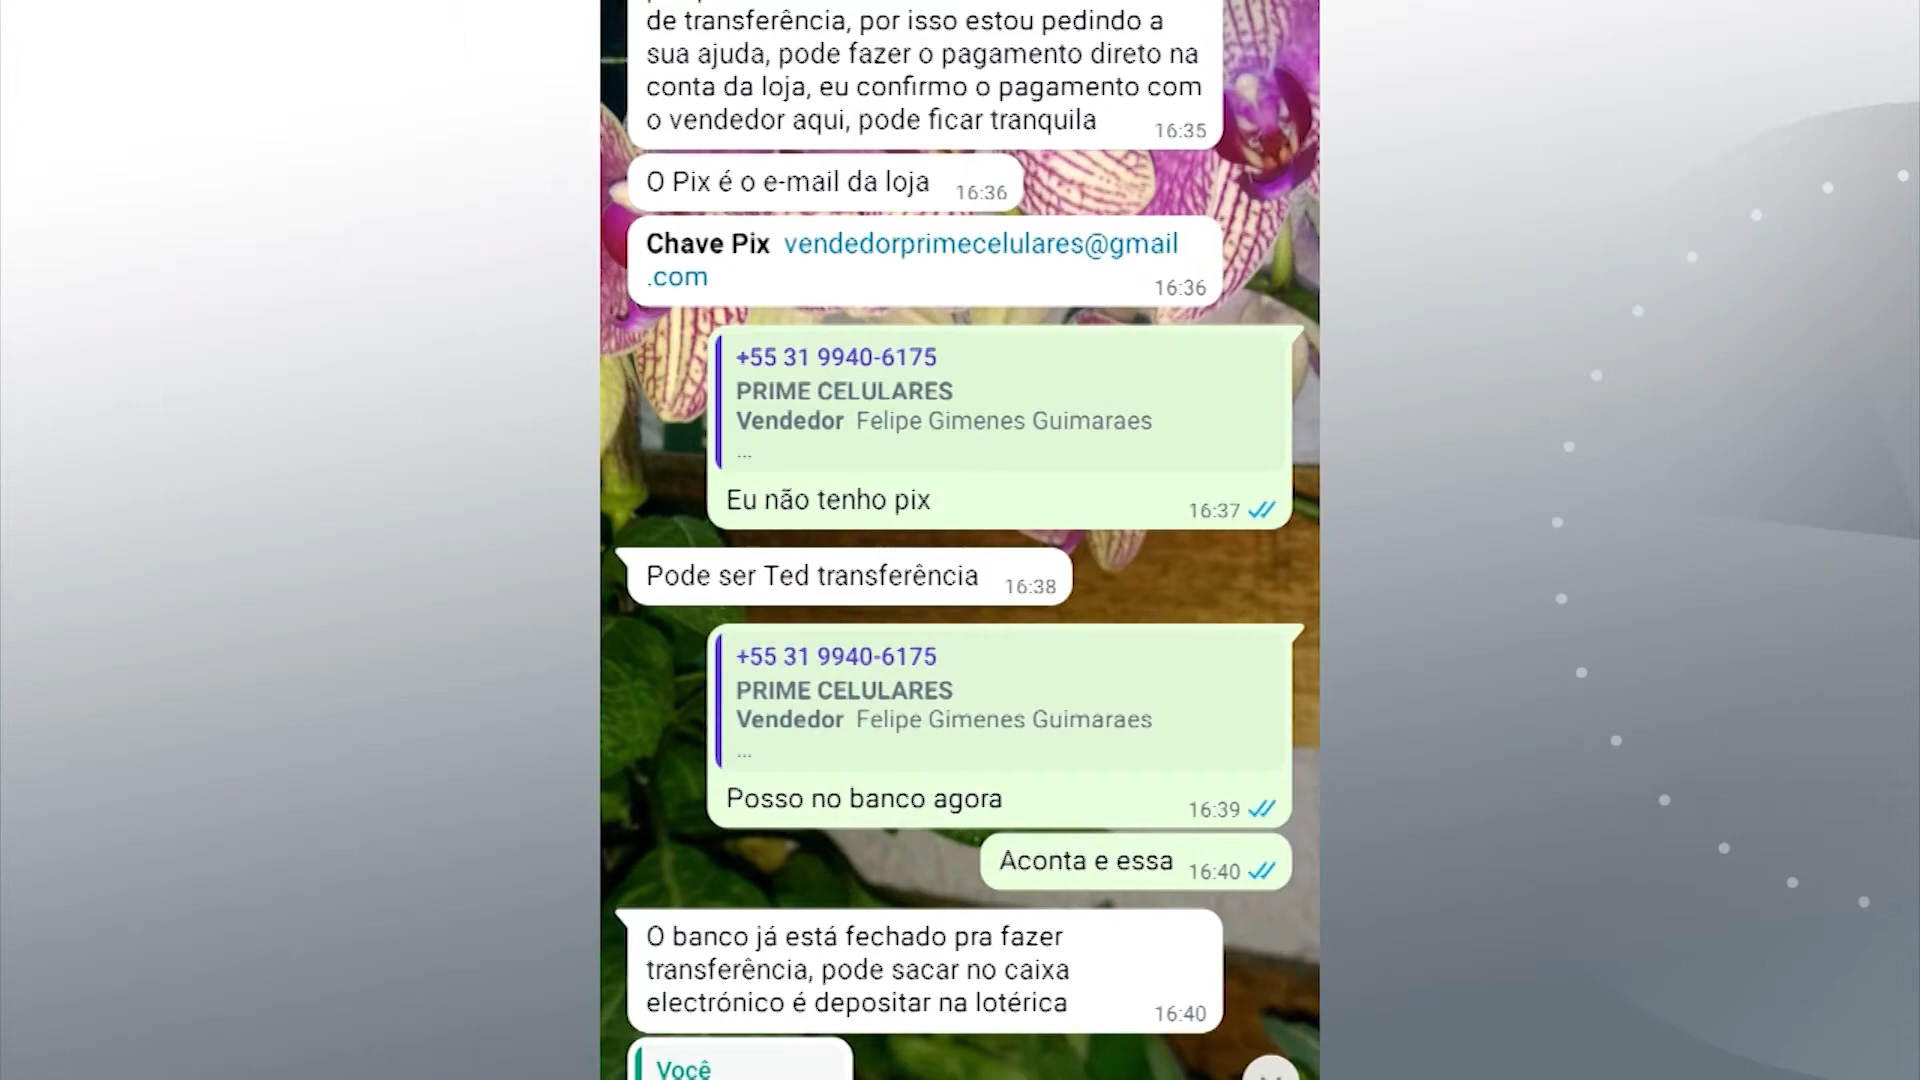 de transferência, por isso estou pedindo a
sua ajuda, pode fazer o pagamento direto na
conta da loja, eu confirmo o pagamento com
o vendedor aqui, pode ficar tranquila 16:35
O Pix é o e-mail da loja 16:36
Chave Pix vendedorprimecelulares@gmail
.com 16:36
+55 31 9940-6175
PRIME CELULARES
Vendedor Felipe Gimenes Guimaraes
...
Eu não tenho pix 16:37
Pode ser Ted transferência 16:38
+55 31 9940-6175
PRIME CELULARES
Vendedor Felipe Gimenes Guimaraes
...
Posso no banco agora 16:39
Aconta e essa 16:40
O banco já está fechado pra fazer
transferência, pode sacar no caixa
electrónico é depositar na lotérica 16:40
Você